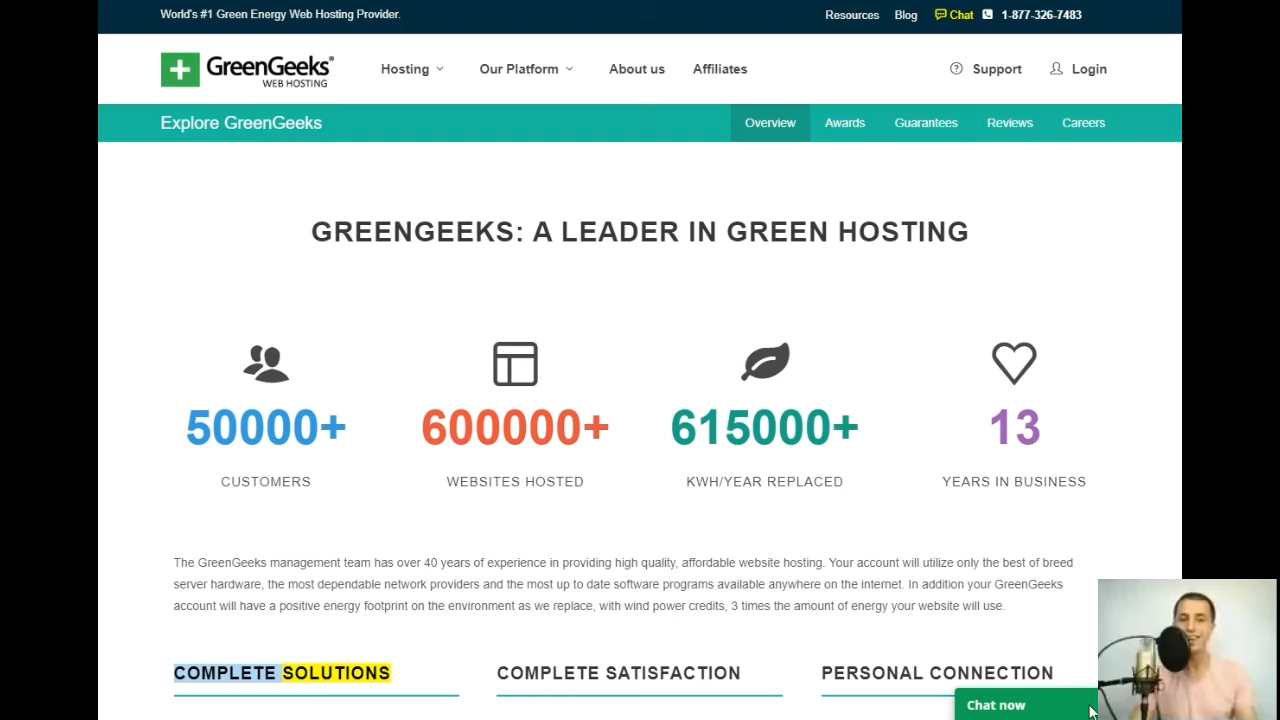 World's #1 Green Energy Web Hosting Provider.
Resources Blog Chat 1-877-326-7483
GreenGeeks®
WEB HOSTING
Hosting Our Platform About us Affiliates Support Login
Explore GreenGeeks Overview Awards Guarantees Reviews Careers
GREENGEEKS: A LEADER IN GREEN HOSTING
50000+ 600000+ 615000+ 13
CUSTOMERS WEBSITES HOSTED KWH/YEAR REPLACED YEARS IN BUSINESS
The GreenGeeks management team has over 40 years of experience in providing high quality, affordable website hosting. Your account will utilize only the best of breed
server hardware, the most dependable network providers and the most up to date software programs available anywhere on the internet. In addition your GreenGeeks
account will have a positive energy footprint on the environment as we replace, with wind power credits, 3 times the amount of energy your website will use.
COMPLETE SOLUTIONS COMPLETE SATISFACTION PERSONAL CONNECTION
Chat now